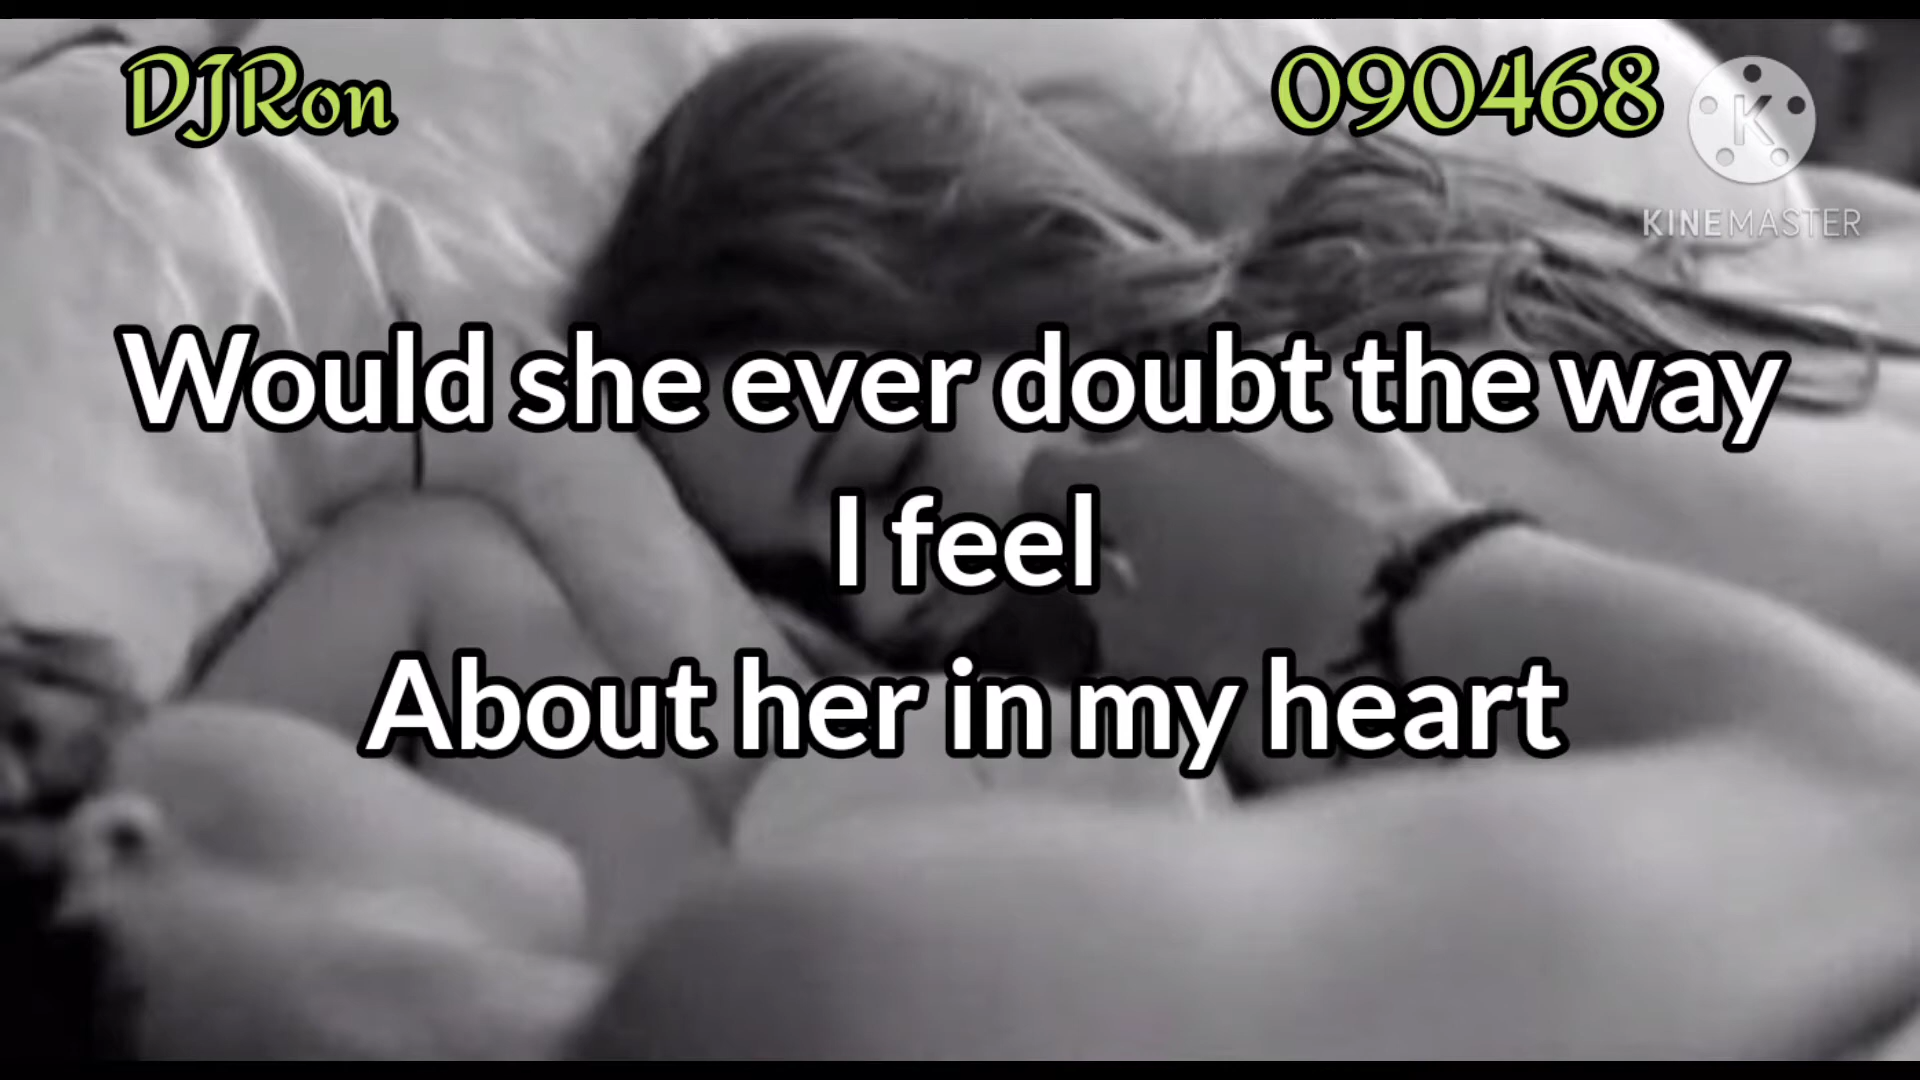 DJRon
090468
K
KINEMASTER
Would she ever doubt the way
I feel
About her in my heart